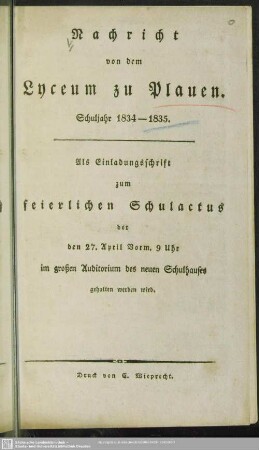 Nachricht
von dem
Lyceum zu Plauen.
Schuljahr 1834—1835.
Als Einladungsschrift
zum
feierlichen Schulactus
der
den 27. April Vorm. 9 Uhr
im großen Auditorium des neuen Schulhauses
gehalten werden wird.
Druck von C. Wieprecht.